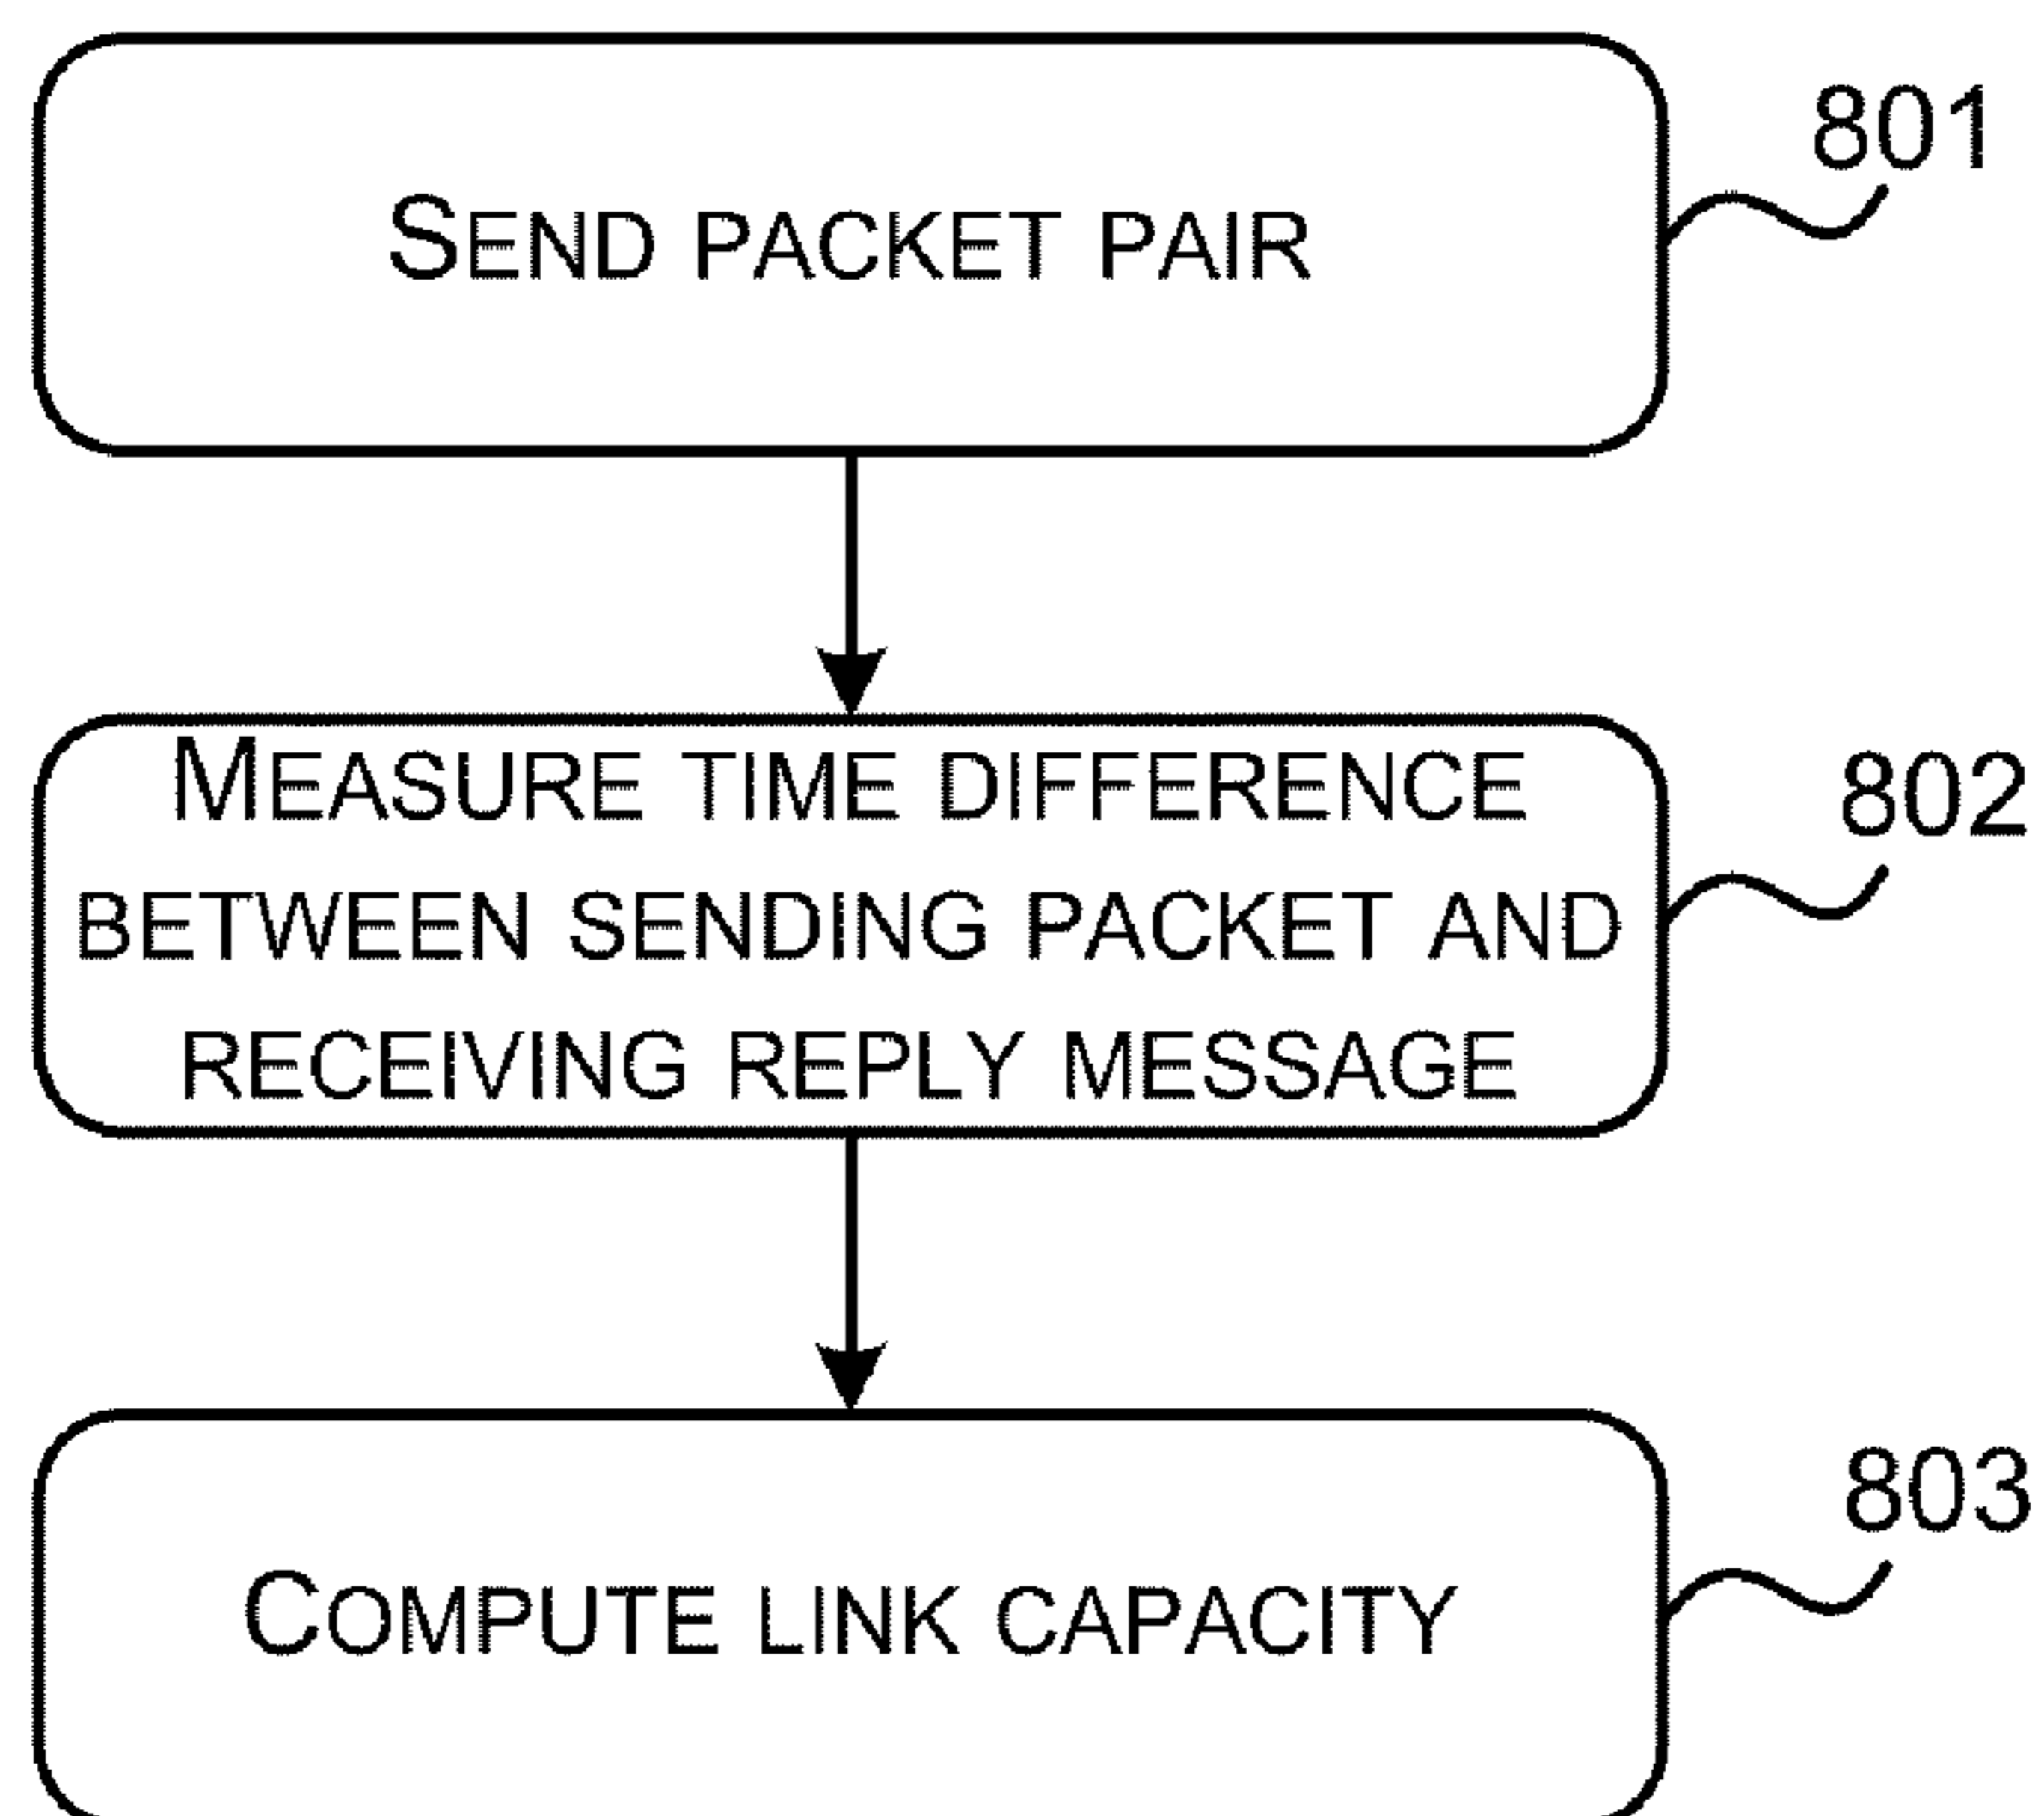 SEND PACKET PAIR
801
MEASURE TIME DIFFERENCE
BETWEEN SENDING PACKET AND
RECEIVING REPLY MESSAGE
802
COMPUTE LINK CAPACITY
803